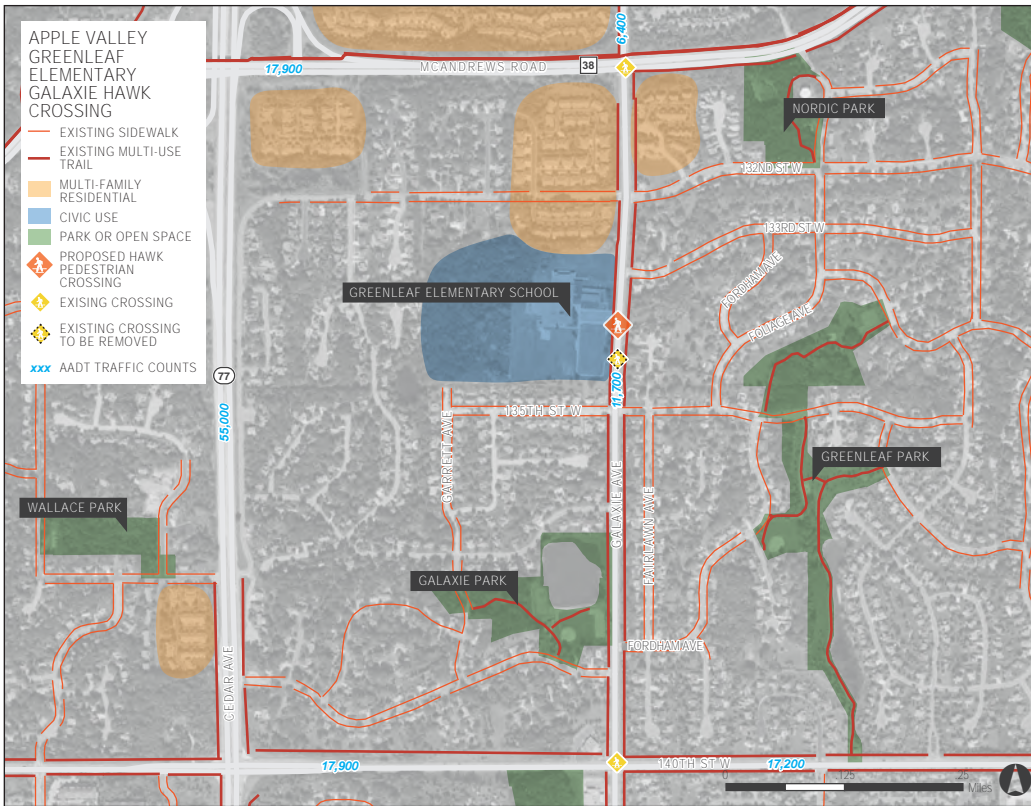 APPLE VALLEY
GREENLEAF
ELEMENTARY
GALAXIE HAWK
CROSSING
EXISTING SIDEWALK
EXISTING MULTI-USE
TRAIL
MULTI-FAMILY
RESIDENTIAL
CIVIC USE
PARK OR OPEN SPACE
PROPOSED HAWK
PEDESTRIAN
CROSSING
EXISING CROSSING
EXISTING CROSSING
TO BE REMOVED
xxx AADT TRAFFIC COUNTS
6,400
17,900
MCANDREWS ROAD
38
NORDIC PARK
132ND ST W
133RD ST W
FORDHAM AVE
FOLIAGE AVE
GREENLEAF ELEMENTARY SCHOOL
77
55,000
11,700
135TH ST W
GARRETT AVE
GALAXIE AVE
FAIRLAWN AVE
GREENLEAF PARK
WALLACE PARK
GALAXIE PARK
FORDHAM AVE
CEDAR AVE
17,900
140TH ST W
17,200
0 .125 .25
Miles